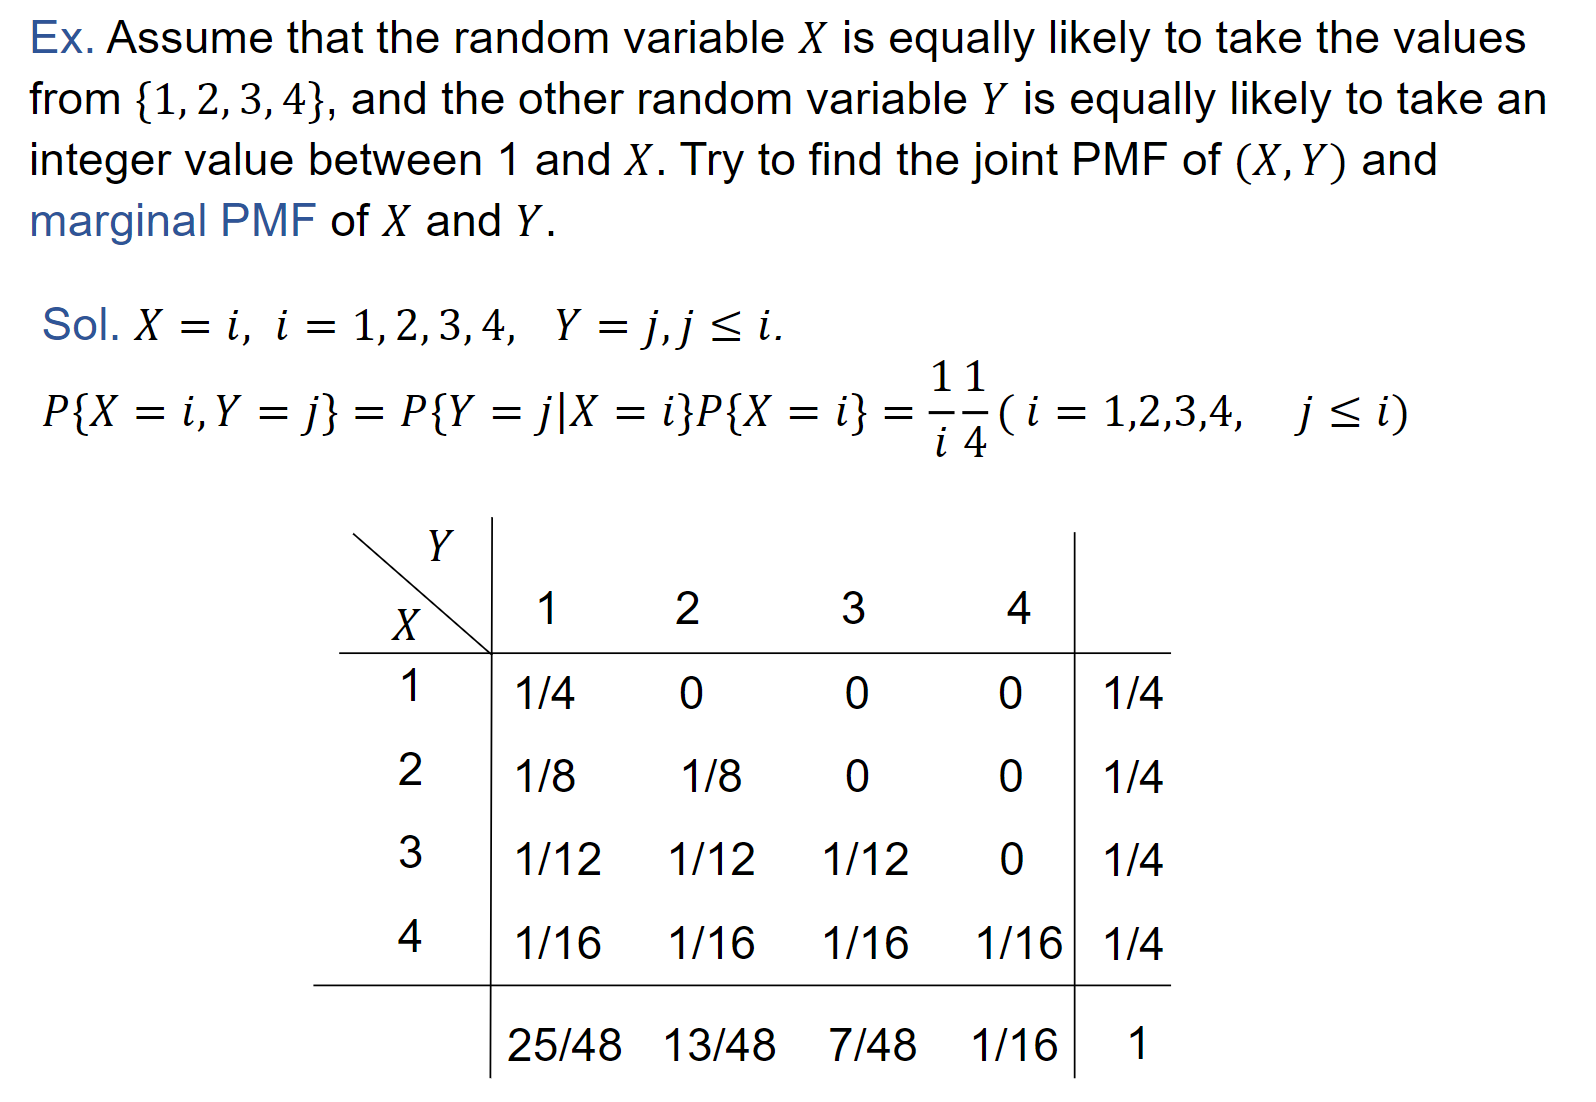 Ex. Assume that the random variable X is equally likely to take the values
from {1, 2, 3, 4}, and the other random variable Y is equally likely to take an
integer value between 1 and X. Try to find the joint PMF of (X, Y) and
marginal PMF of X and Y.
Sol. X = i, i = 1, 2, 3, 4, Y = j, j ≤ i.
P{X = i, Y = j} = P{Y = j|X = i}P{X = i} = 1/i 1/4 ( i = 1,2,3,4, j ≤ i)
Y
X 1 2 3 4
1 1/4 0 0 0 1/4
2 1/8 1/8 0 0 1/4
3 1/12 1/12 1/12 0 1/4
4 1/16 1/16 1/16 1/16 1/4
25/48 13/48 7/48 1/16 1